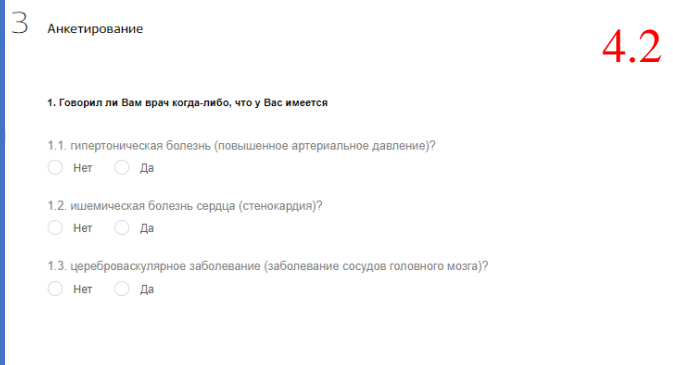 3 Анкетирование
4.2
1. Говорил ли Вам врач когда-либо, что у Вас имеется
1.1. гипертоническая болезнь (повышенное артериальное давление)?
Нет Да
1.2. ишемическая болезнь сердца (стенокардия)?
Нет Да
1.3. цереброваскулярное заболевание (заболевание сосудов головного мозга)?
Нет Да